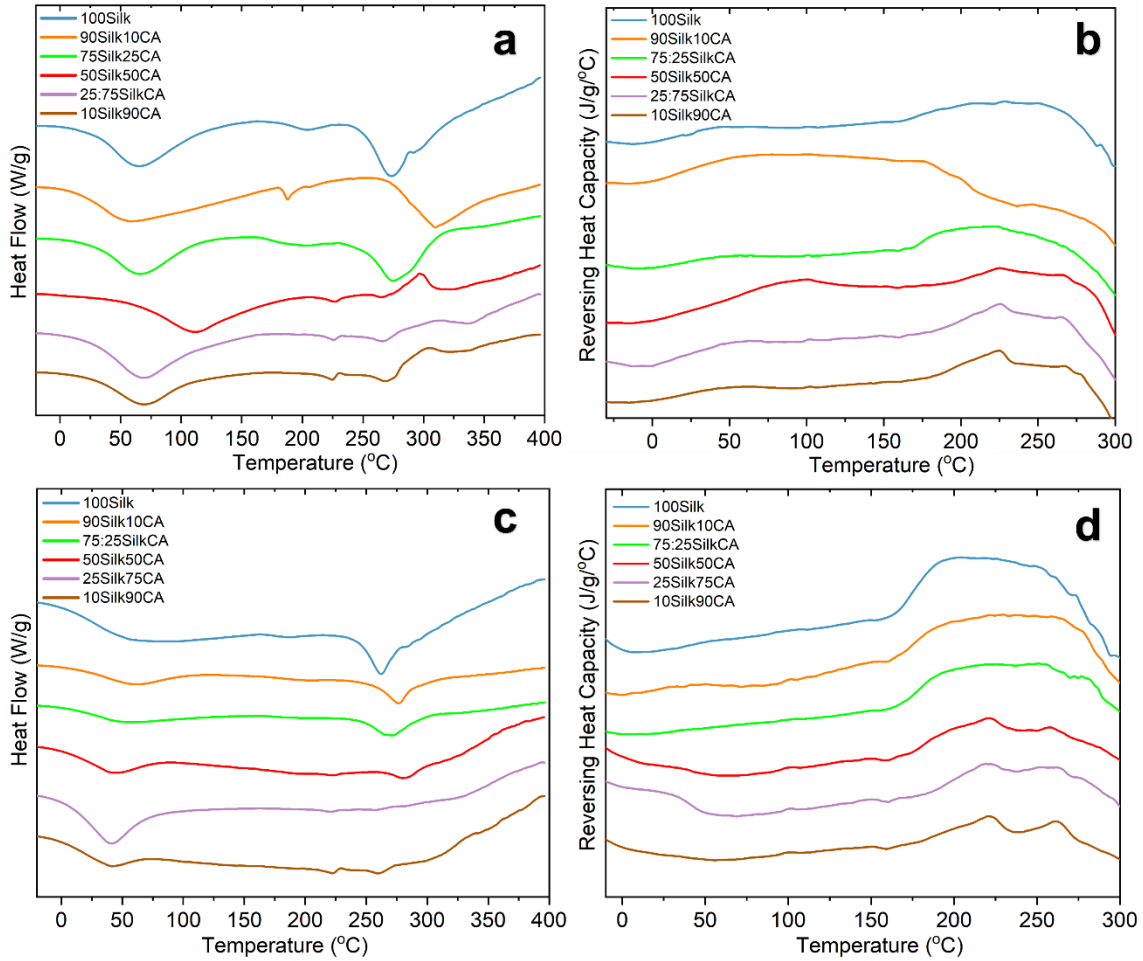 a
100Silk
90Silk10CA
75Silk25CA
50Silk50CA
25:75SilkCA
10Silk90CA
Heat Flow (W/g)
0 50 100 150 200 250 300 350 400
Temperature (°C)
b
100Silk
90Silk10CA
75:25SilkCA
50Silk50CA
25:75SilkCA
10Silk90CA
Reversing Heat Capacity (J/g/°C)
0 50 100 150 200 250 300
Temperature (°C)
c
100Silk
90Silk10CA
75:25SilkCA
50Silk50CA
25Silk75CA
10Silk90CA
Heat Flow (W/g)
0 50 100 150 200 250 300 350 400
Temperature (°C)
d
100Silk
90Silk10CA
75:25SilkCA
50Silk50CA
25Silk75CA
10Silk90CA
Reversing Heat Capacity (J/g/°C)
0 50 100 150 200 250 300
Temperature (°C)